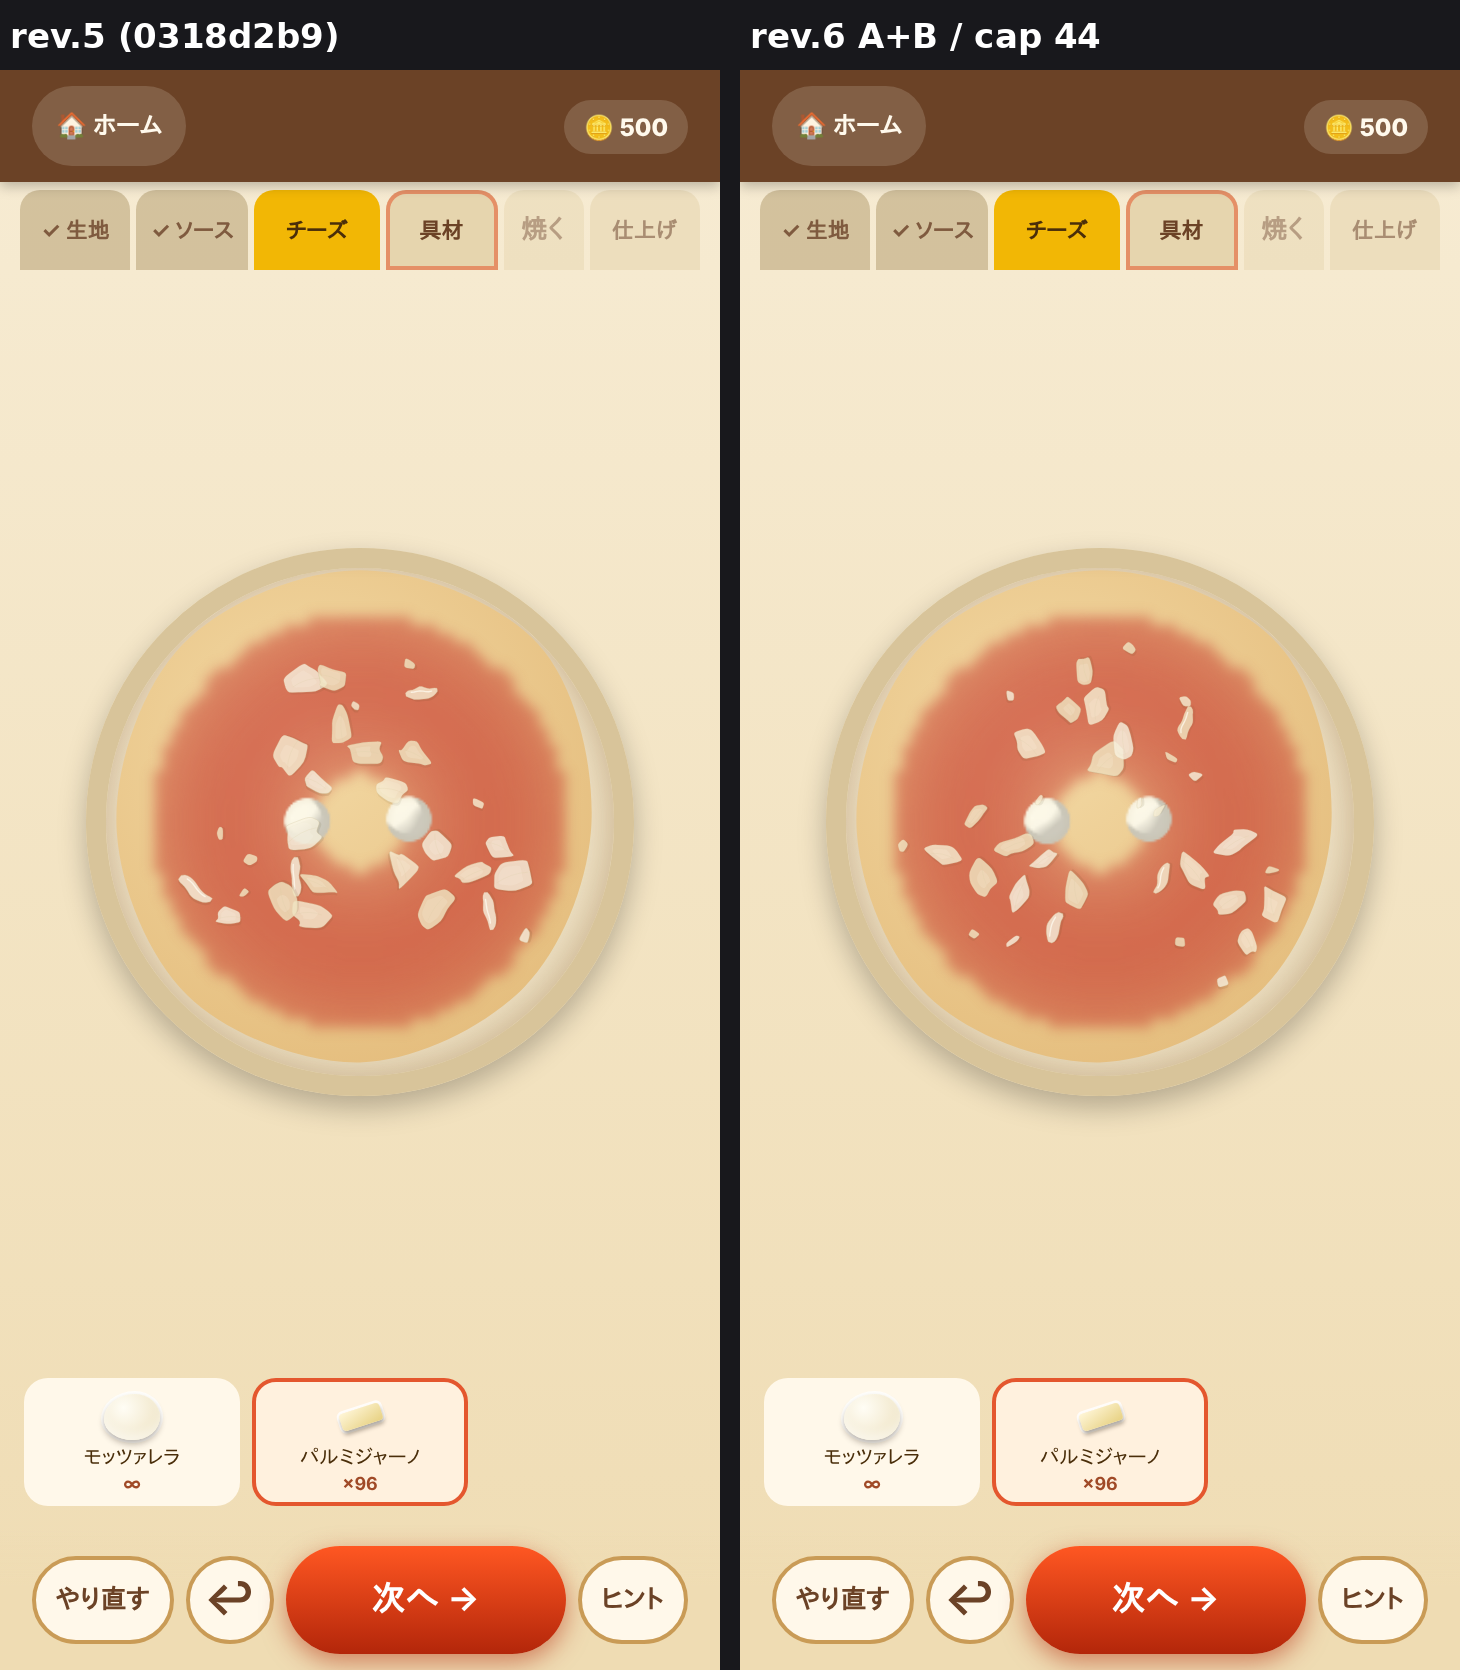 rev.5 (0318d2b9)
ホーム
500
✓ 生地
✓ ソース
チーズ
具材
焼く
仕上げ
モッツァレラ
∞
パルミジャーノ
×96
やり直す
次へ →
ヒント
rev.6 A+B / cap 44
ホーム
500
✓ 生地
✓ ソース
チーズ
具材
焼く
仕上げ
モッツァレラ
∞
パルミジャーノ
×96
やり直す
次へ →
ヒント